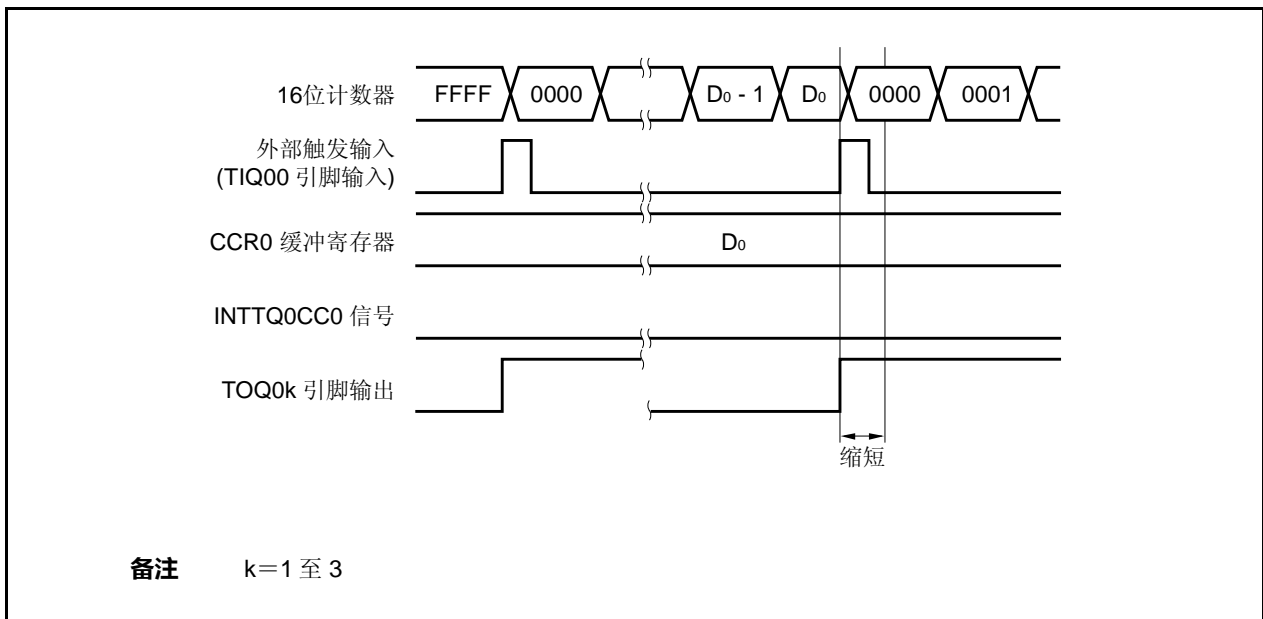 16位计数器 FFFF 0000 D0 - 1 D0 0000 0001
外部触发输入
(TIQ00 引脚输入)
CCR0 缓冲寄存器 D0
INTTQ0CC0 信号
TOQ0k 引脚输出
缩短
备注 k＝1 至 3